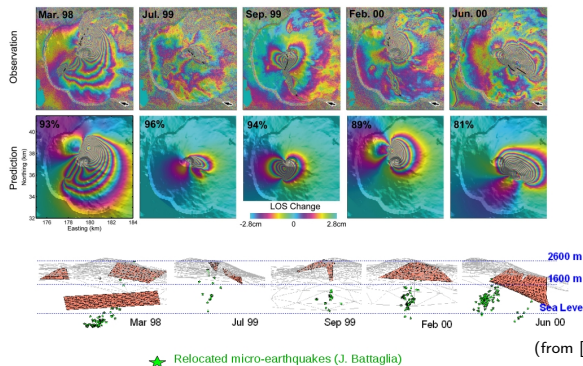 Mar. 98
Jul. 99
Sep. 99
Feb. 00
Jun. 00
Observation
93%
96%
94%
89%
81%
Prediction
Northing (km)
40
38
36
34
32
176
178
180
182
184
Easting (km)
LOS Change
-2.8cm
0
2.8cm
2600 m
1600 m
Sea Leve
Mar 98
Jul 99
Sep 99
Feb 00
Jun 00
(from [
Relocated micro-earthquakes (J. Battaglia)